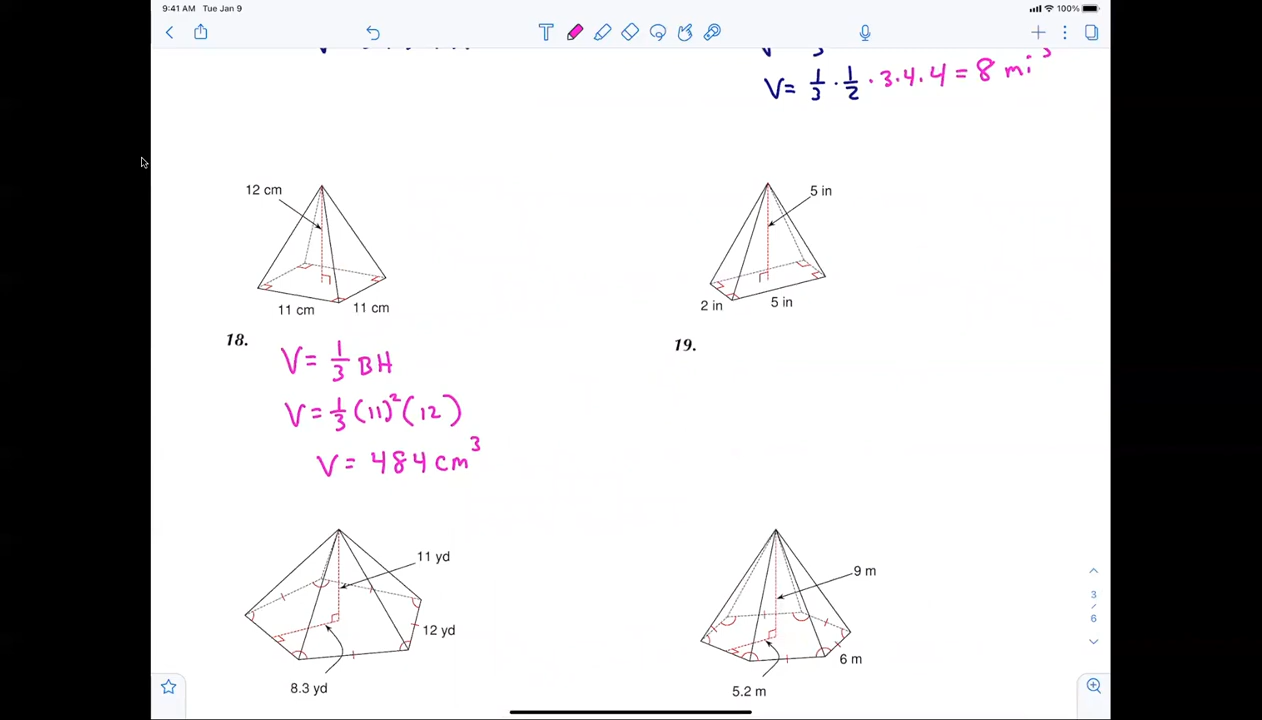 9:41 AM Tue Jan 9
100%
V= 1/3 · 1/2 · 3 · 4 · 4 = 8 mi³
12 cm
11 cm
11 cm
5 in
2 in
5 in
18.
V= 1/3 BH
V= 1/3 (11)² (12)
V= 484 cm³
19.
11 yd
12 yd
8.3 yd
9 m
6 m
5.2 m
3
/
6